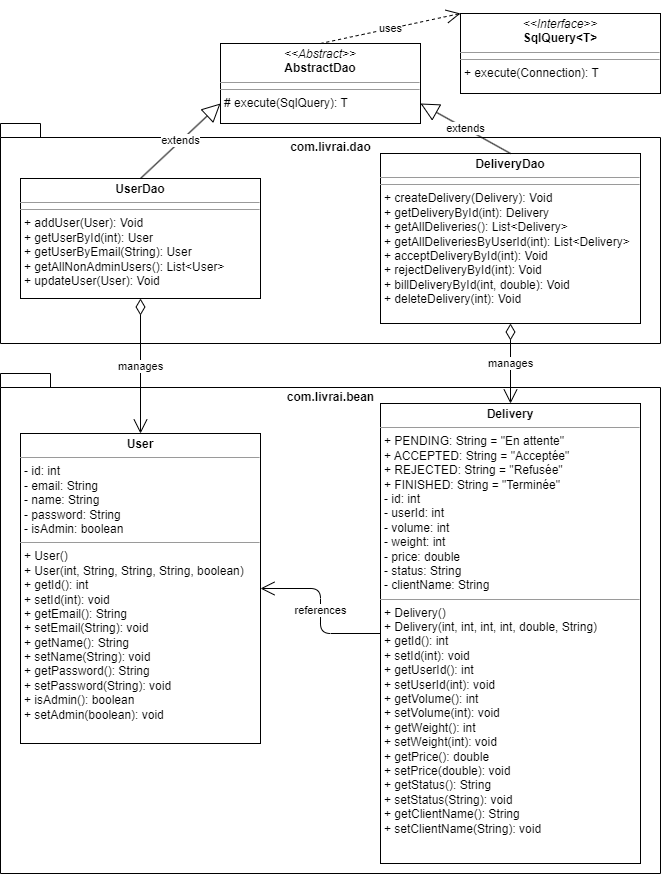 uses
<<Interface>>
SqlQuery<T>
+ execute(Connection): T
<<Abstract>>
AbstractDao
# execute(SqlQuery): T
extends
extends
com.livrai.dao
UserDao
+ addUser(User): Void
+ getUserById(int): User
+ getUserByEmail(String): User
+ getAllNonAdminUsers(): List<User>
+ updateUser(User): Void
DeliveryDao
+ createDelivery(Delivery): Void
+ getDeliveryById(int): Delivery
+ getAllDeliveries(): List<Delivery>
+ getAllDeliveriesByUserId(int): List<Delivery>
+ acceptDeliveryById(int): Void
+ rejectDeliveryById(int): Void
+ billDeliveryById(int, double): Void
+ deleteDelivery(int): Void
manages
manages
com.livrai.bean
User
- id: int
- email: String
- name: String
- password: String
- isAdmin: boolean
+ User()
+ User(int, String, String, String, boolean)
+ getId(): int
+ setId(int): void
+ getEmail(): String
+ setEmail(String): void
+ getName(): String
+ setName(String): void
+ getPassword(): String
+ setPassword(String): void
+ isAdmin(): boolean
+ setAdmin(boolean): void
references
Delivery
+ PENDING: String = "En attente"
+ ACCEPTED: String = "Acceptée"
+ REJECTED: String = "Refusée"
+ FINISHED: String = "Terminée"
- id: int
- userId: int
- volume: int
- weight: int
- price: double
- status: String
- clientName: String
+ Delivery()
+ Delivery(int, int, int, int, double, String)
+ getId(): int
+ setId(int): void
+ getUserId(): int
+ setUserId(int): void
+ getVolume(): int
+ setVolume(int): void
+ getWeight(): int
+ setWeight(int): void
+ getPrice(): double
+ setPrice(double): void
+ getStatus(): String
+ setStatus(String): void
+ getClientName(): String
+ setClientName(String): void